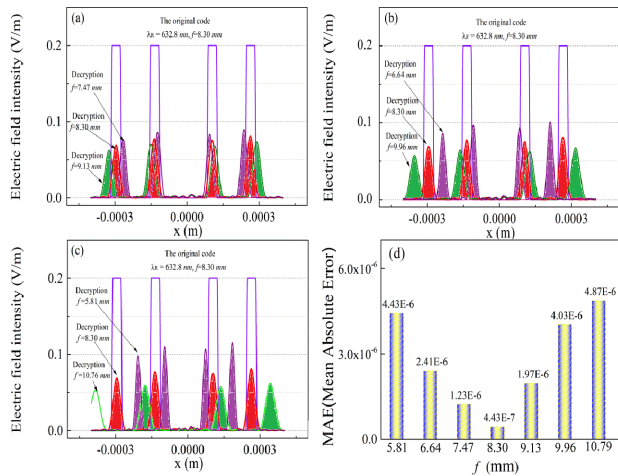 (a)
The original code
λR = 632.8 nm, f=8.30 mm
Decryption
f=7.47 mm
Decryption
f=8.30 mm
Decryption
f=9.13 mm
Electric field intensity (V/m)
0.2
0.1
0.0
-0.0003 0.0000 0.0003
x (m)
(b)
The original code
λR = 632.8 nm, f=8.30 mm
Decryption
f=6.64 mm
Decryption
f=8.30 mm
Decryption
f=9.96 mm
Electric field intensity (V/m)
0.2
0.1
0.0
-0.0003 0.0000 0.0003
x (m)
(c)
The original code
λR = 632.8 nm, f=8.30 mm
Decryption
f=5.81 mm
Decryption
f=8.30 mm
Decryption
f=10.76 mm
Electric field intensity (V/m)
0.2
0.1
0.0
-0.0003 0.0000 0.0003
x (m)
(d)
MAE(Mean Absolute Error)
6.0x10-6
3.0x10-6
0.0
4.43E-6
2.41E-6
1.23E-6
4.43E-7
1.97E-6
4.03E-6
4.87E-6
5.81 6.64 7.47 8.30 9.13 9.96 10.79
f (mm)